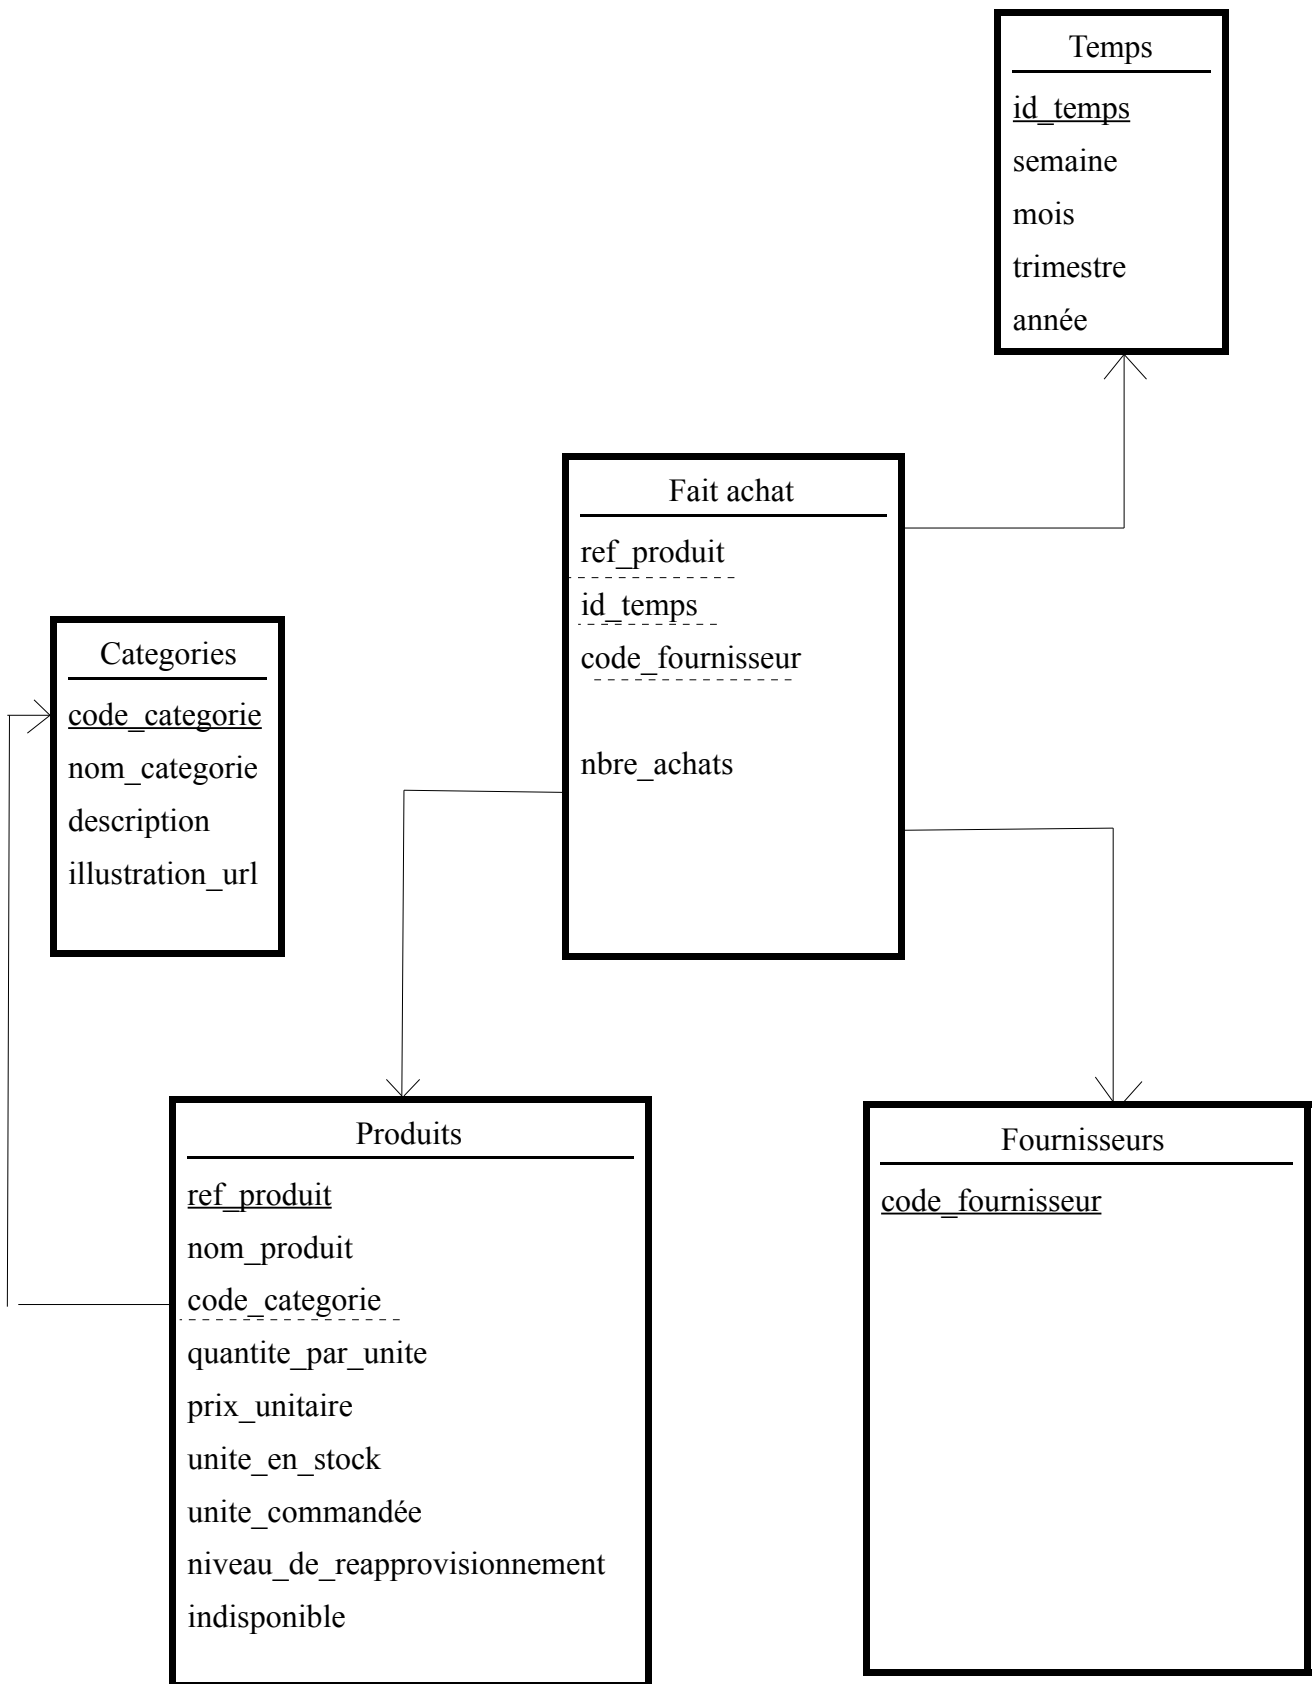 Temps
id_temps
semaine
mois
trimestre
année
Fait achat
ref_produit
id_temps
code_fournisseur
nbre_achats
Categories
code_categorie
nom_categorie
description
illustration_url
Produits
ref_produit
nom_produit
code_categorie
quantite_par_unite
prix_unitaire
unite_en_stock
unite_commandée
niveau_de_reapprovisionnement
indisponible
Fournisseurs
code_fournisseur